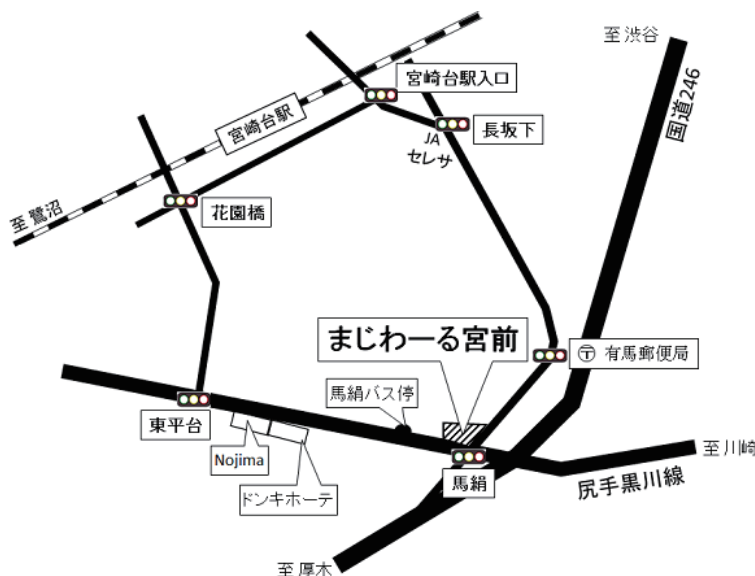 至 渋谷
国道246
宮崎台駅入口
宮崎台駅
長坂下
JA
セレサ
至 鷺沼
花園橋
まじわーる宮前
〒 有馬郵便局
馬絹バス停
東平台
Nojima
ドンキホーテ
馬絹
至 川崎
尻手黒川線
至 厚木